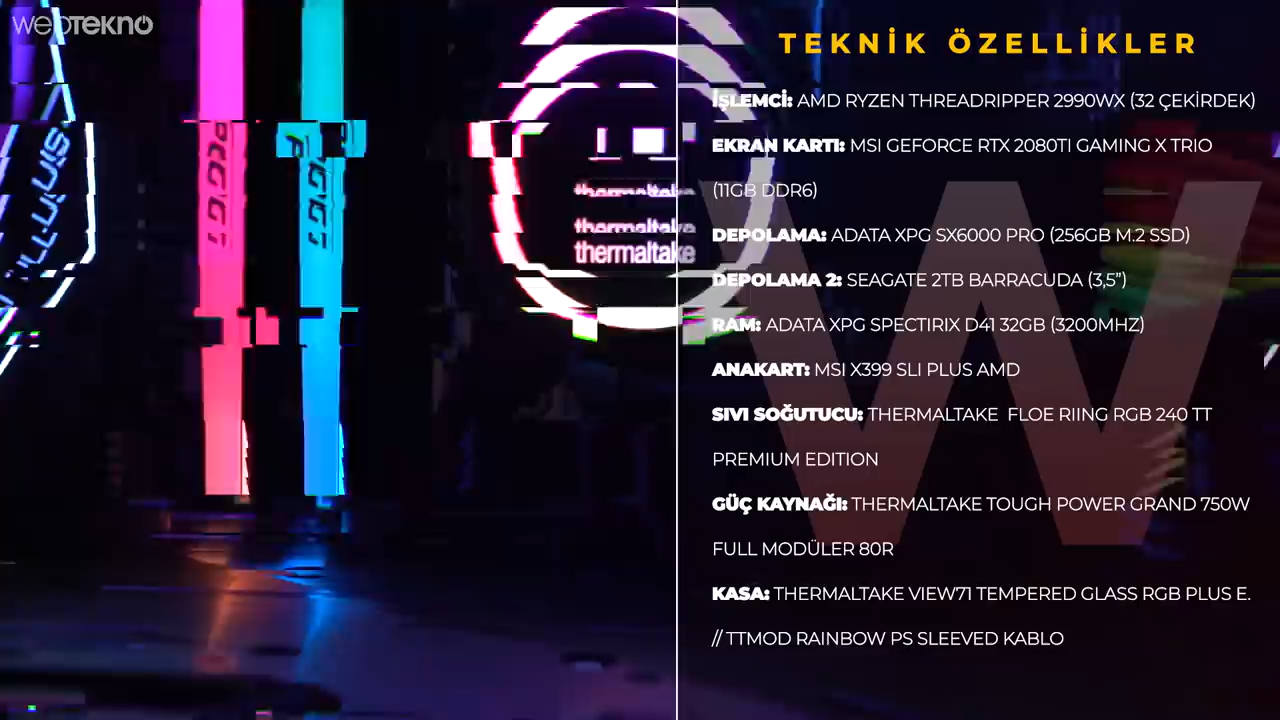 webTEKNO
TEKNİK ÖZELLİKLER
İŞLEMCİ: AMD RYZEN THREADRIPPER 2990WX (32 ÇEKİRDEK)
EKRAN KARTI: MSI GEFORCE RTX 2080TI GAMING X TRIO
(11GB DDR6)
DEPOLAMA: ADATA XPG SX6000 PRO (256GB M.2 SSD)
DEPOLAMA 2: SEAGATE 2TB BARRACUDA (3,5”)
RAM: ADATA XPG SPECTIRIX D41 32GB (3200MHZ)
ANAKART: MSI X399 SLI PLUS AMD
SIVI SOĞUTUCU: THERMALTAKE FLOE RIING RGB 240 TT
PREMIUM EDITION
GÜÇ KAYNAĞI: THERMALTAKE TOUGH POWER GRAND 750W
FULL MODÜLER 80R
KASA: THERMALTAKE VIEW71 TEMPERED GLASS RGB PLUS E.
// TTMOD RAINBOW PS SLEEVED KABLO
thermaltake
thermaltake
thermaltake